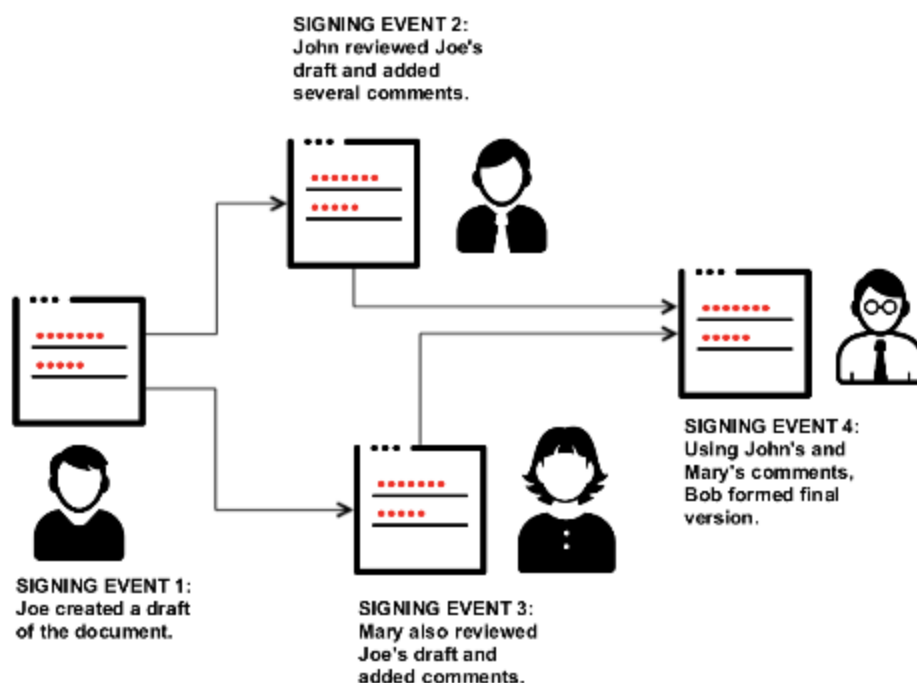 SIGNING EVENT 2:
John reviewed Joe's
draft and added
several comments.
SIGNING EVENT 1:
Joe created a draft
of the document.
SIGNING EVENT 3:
Mary also reviewed
Joe's draft and
added comments.
SIGNING EVENT 4:
Using John's and
Mary's comments,
Bob formed final
version.